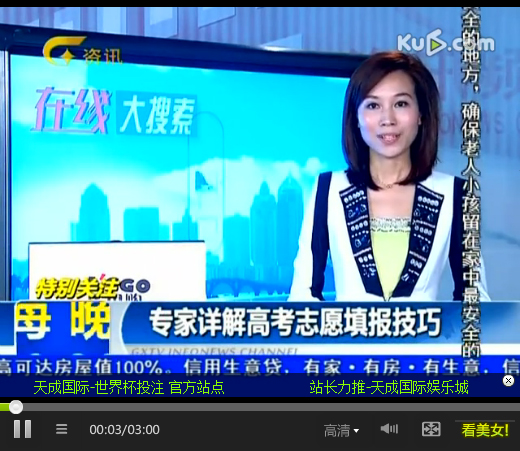 资讯
Ku6.com
在线大搜索
全的地方，确保老人小孩留在家中最安全的
特别关注
GO
母 晚
专家详解高考志愿填报技巧
GXTV INFONEWS CHANNEL
高可达房屋值100%。信用生意贷，有家·有房·有生意，信
天成国际-世界杯投注 官方站点
站长力推-天成国际娱乐城
00:03/03:00
高清
看美女!